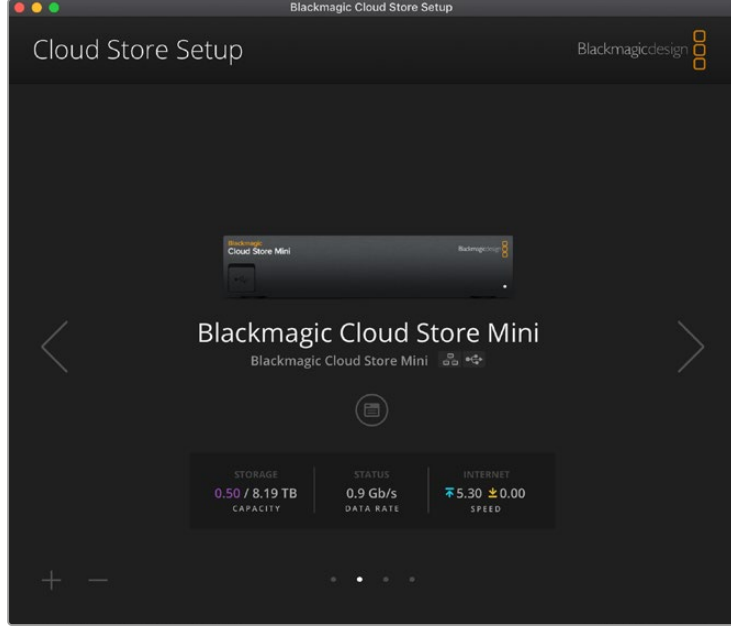 Blackmagic Cloud Store Setup
Cloud Store Setup
Blackmagicdesign
Blackmagic
Cloud Store Mini
Blackmagicdesign
Blackmagic Cloud Store Mini
Blackmagic Cloud Store Mini
STORAGE STATUS INTERNET
0.50 / 8.19 TB 0.9 Gb/s 5.30 0.00
CAPACITY DATA RATE SPEED